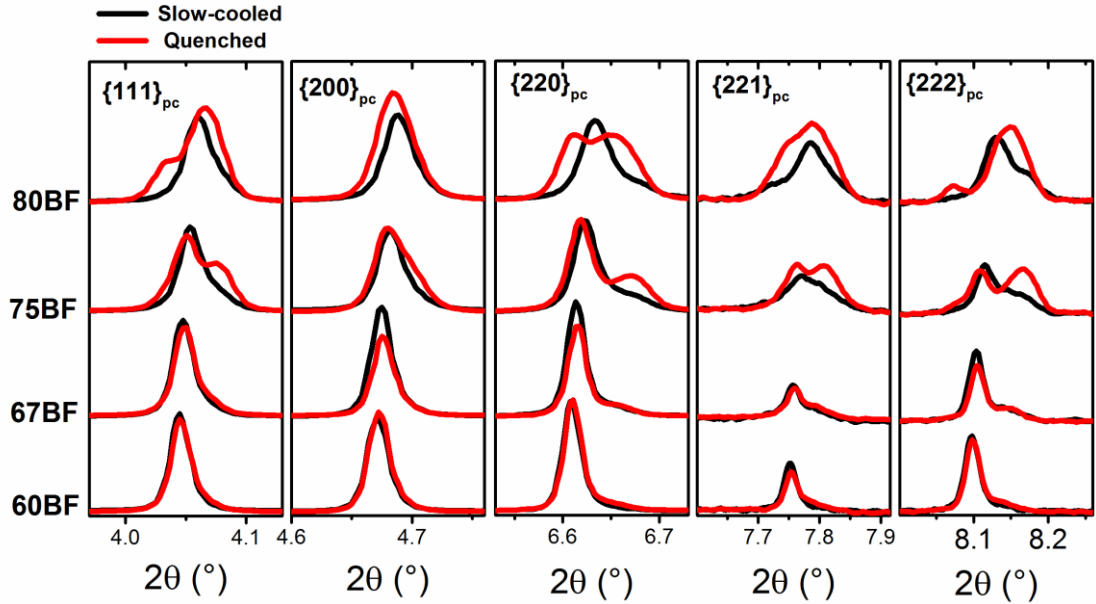 Slow-cooled
Quenched
{111}pc {200}pc {220}pc {221}pc {222}pc
80BF
75BF
67BF
60BF
4.0 4.1 4.6 4.7 6.6 6.7 7.7 7.8 7.9 8.1 8.2
2θ (°) 2θ (°) 2θ (°) 2θ (°) 2θ (°)